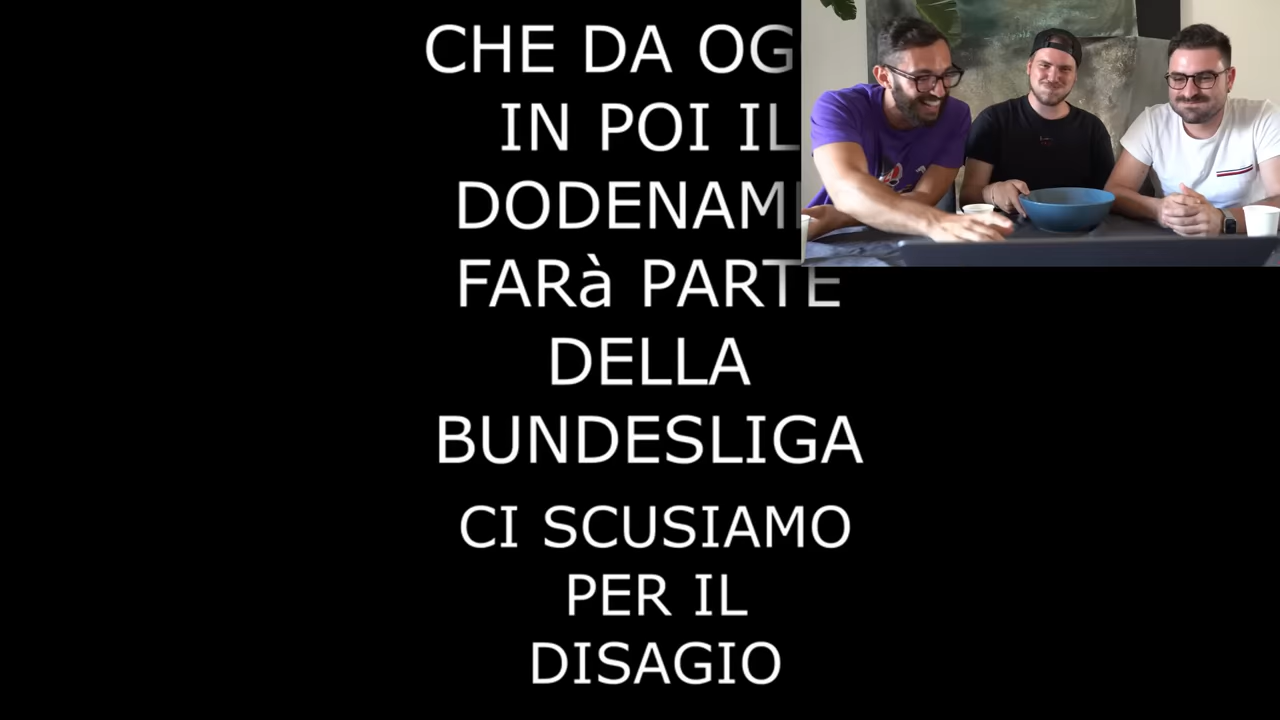 CHE DA OG
IN POI IL
DODENAM
FARà PARTE
DELLA
BUNDESLIGA
CI SCUSIAMO
PER IL
DISAGIO